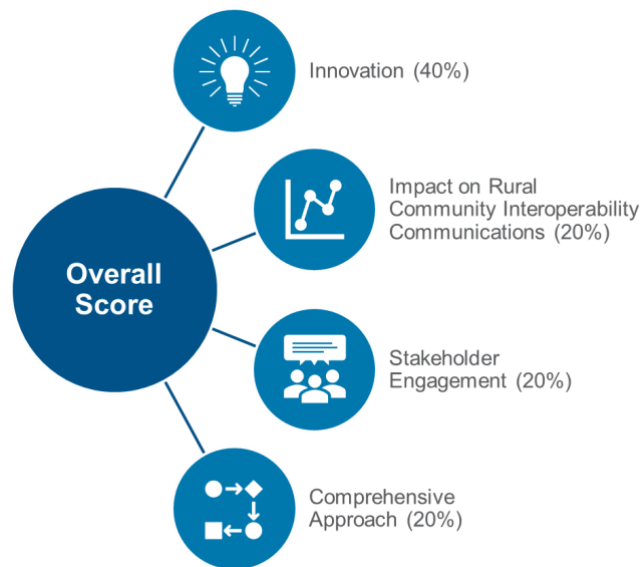 Innovation (40%)
Impact on Rural
Community Interoperability
Communications (20%)
Overall
Score
Stakeholder
Engagement (20%)
Comprehensive
Approach (20%)